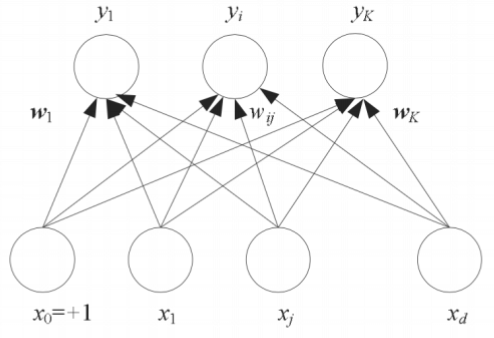 y1 yi yK
w1 wij wK
x0=+1 x1 xj xd